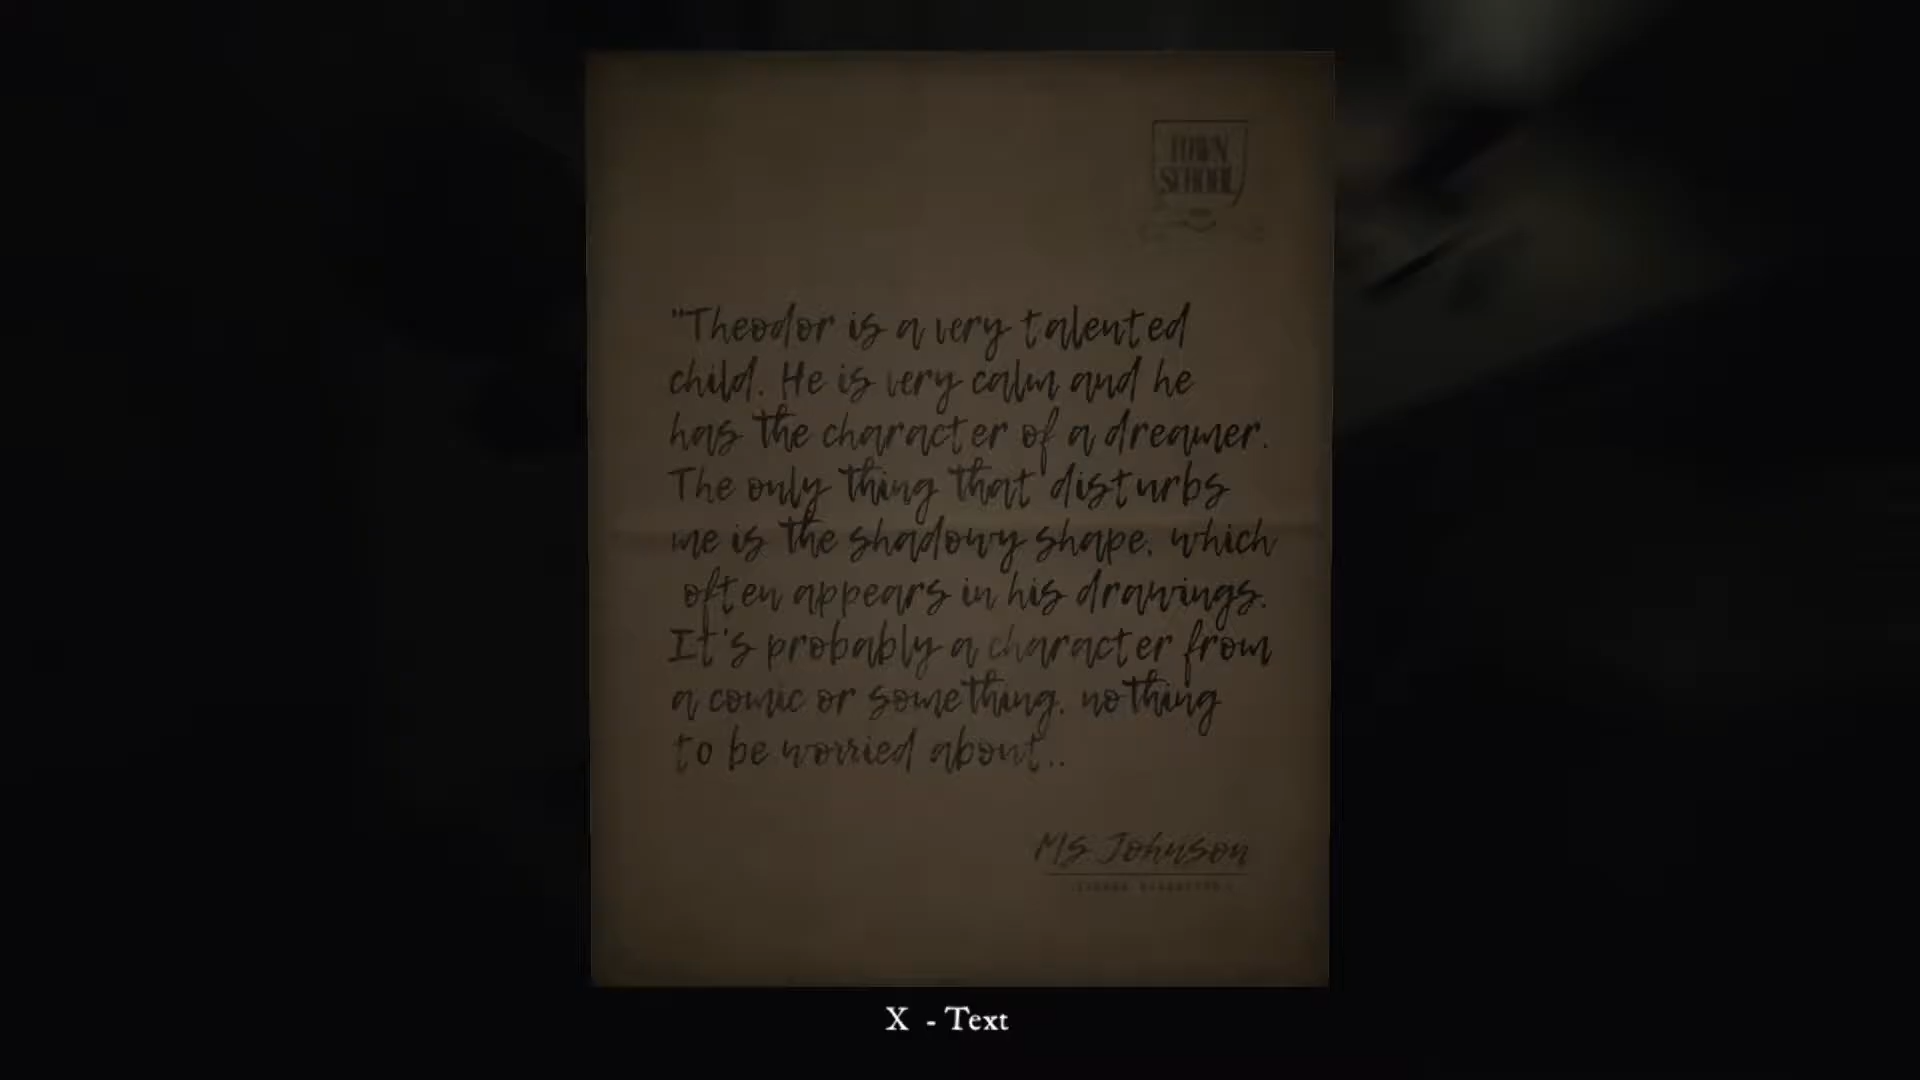 TOWN
SCHOOL
"Theodor is a very talented
child. He is very calm and he
has the character of a dreamer.
The only thing that disturbs
me is the shadowy shape, which
often appears in his drawings.
It's probably a character from
a comic or something, nothing
to be worried about..
Ms Johnson
X - Text